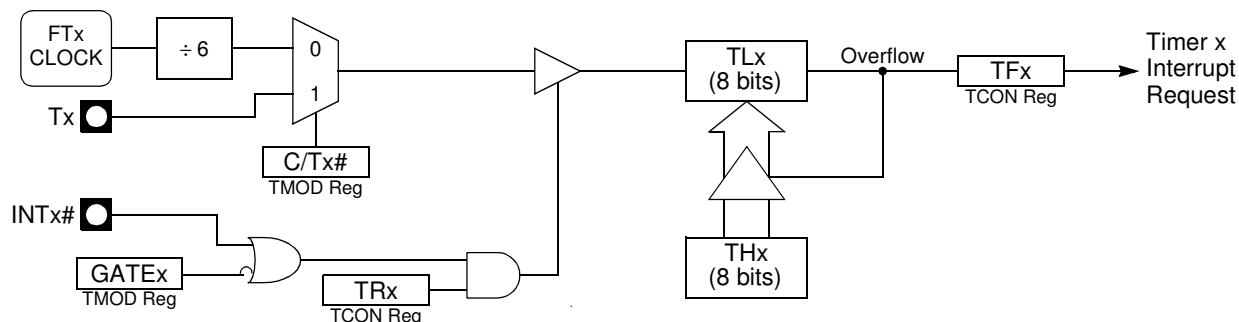 FTx
CLOCK
÷ 6
0
1
Tx
C/Tx#
TMOD Reg
TLx
(8 bits)
Overflow
TFx
TCON Reg
Timer x
Interrupt
Request
INTx#
GATEx
TMOD Reg
TRx
TCON Reg
THx
(8 bits)